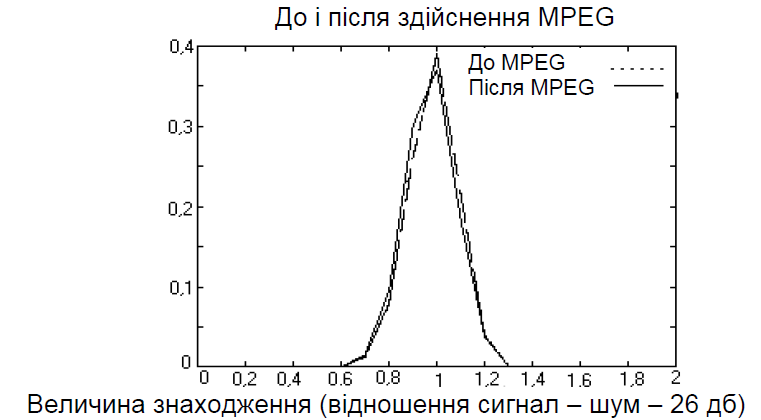 До і після здійснення MPEG
До MPEG
Після MPEG
0,4
0,3
0,2
0,1
0
0 0,2 0,4 0.6 0,8 1 1,2 1,4 1,6 1,8 2
Величина знаходження (відношення сигнал – шум – 26 дб)